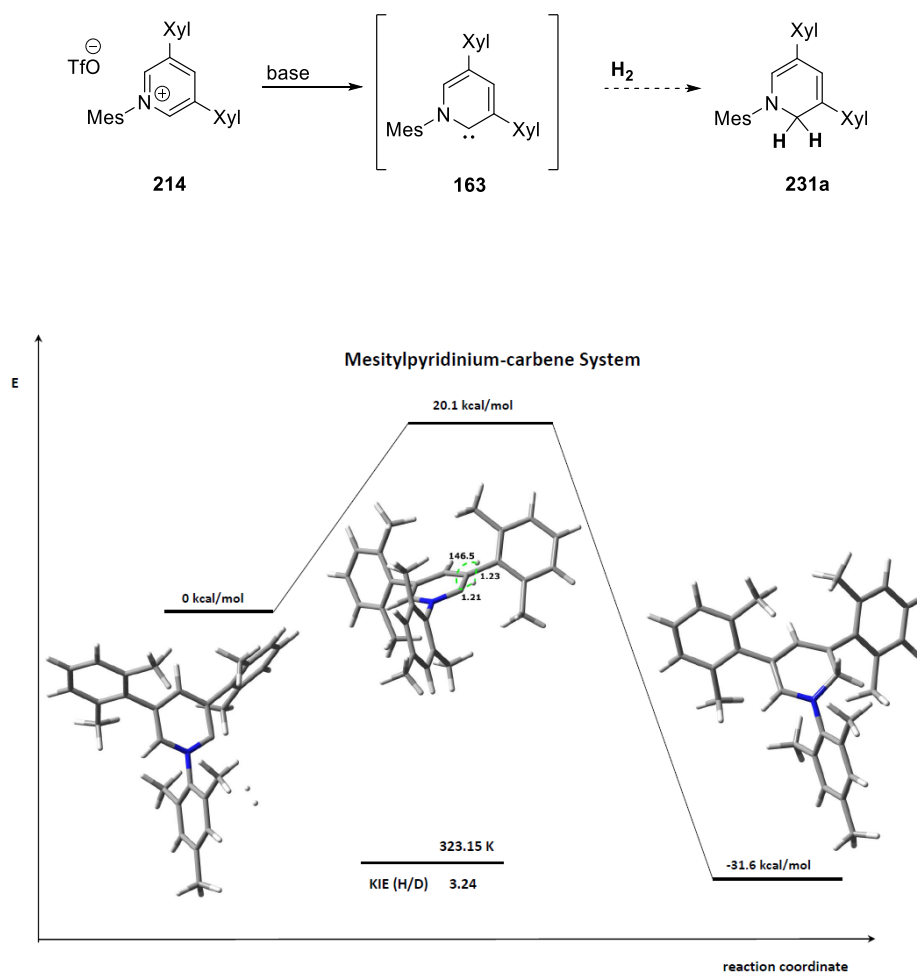 Xyl Xyl Xyl
TfO ⊖
base H2
N ⊕ N N
Mes Xyl Mes Xyl Mes Xyl
H H
214 163 231a
Mesitylpyridinium-carbene System
E
20.1 kcal/mol
146.5
1.23
1.21
0 kcal/mol
323.15 K
-31.6 kcal/mol
KIE (H/D) 3.24
reaction coordinate